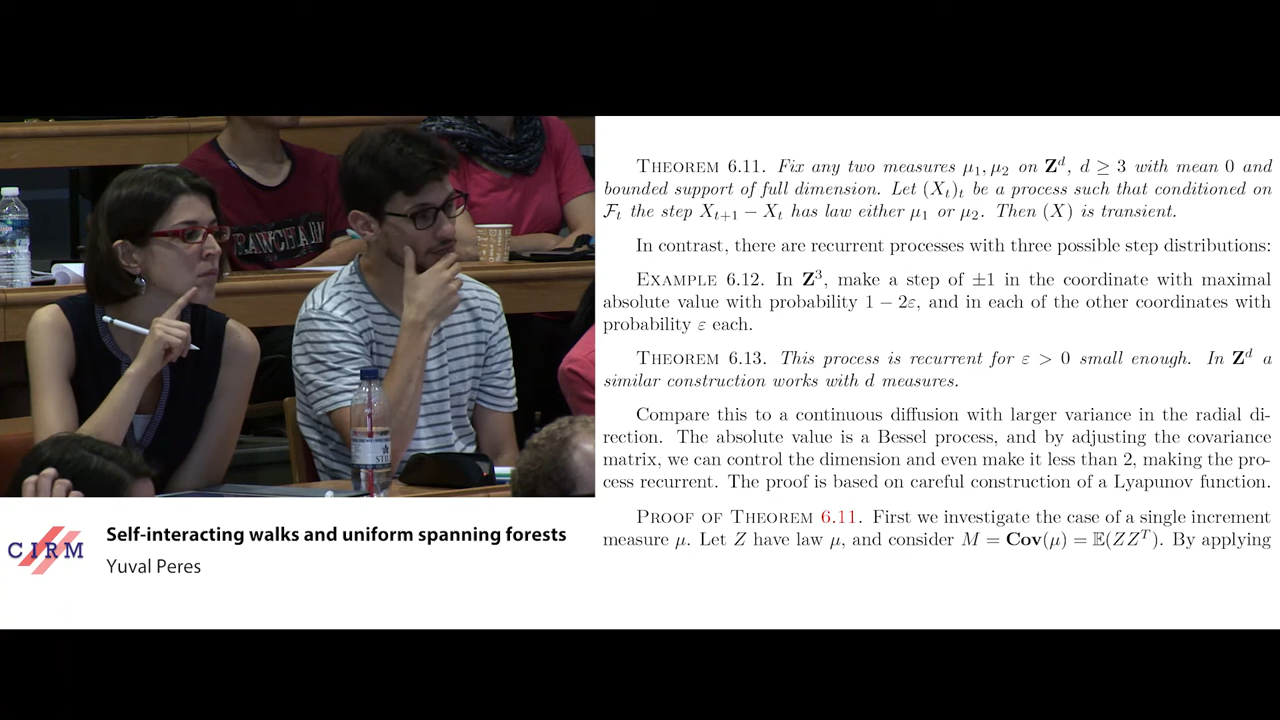 RAWCHAM
THEOREM 6.11. Fix any two measures μ₁, μ₂ on Zᵈ, d ≥ 3 with mean 0 and
bounded support of full dimension. Let (Xₜ)ₜ be a process such that conditioned on
ℱₜ the step Xₜ₊₁ − Xₜ has law either μ₁ or μ₂. Then (X) is transient.
In contrast, there are recurrent processes with three possible step distributions:
EXAMPLE 6.12. In Z³, make a step of ±1 in the coordinate with maximal
absolute value with probability 1 − 2ε, and in each of the other coordinates with
probability ε each.
THEOREM 6.13. This process is recurrent for ε > 0 small enough. In Zᵈ a
similar construction works with d measures.
Compare this to a continuous diffusion with larger variance in the radial di-
rection. The absolute value is a Bessel process, and by adjusting the covariance
matrix, we can control the dimension and even make it less than 2, making the pro-
cess recurrent. The proof is based on careful construction of a Lyapunov function.
PROOF OF THEOREM 6.11. First we investigate the case of a single increment
measure μ. Let Z have law μ, and consider M = Cov(μ) = 𝔼(ZZᵀ). By applying
CIRM
Self-interacting walks and uniform spanning forests
Yuval Peres